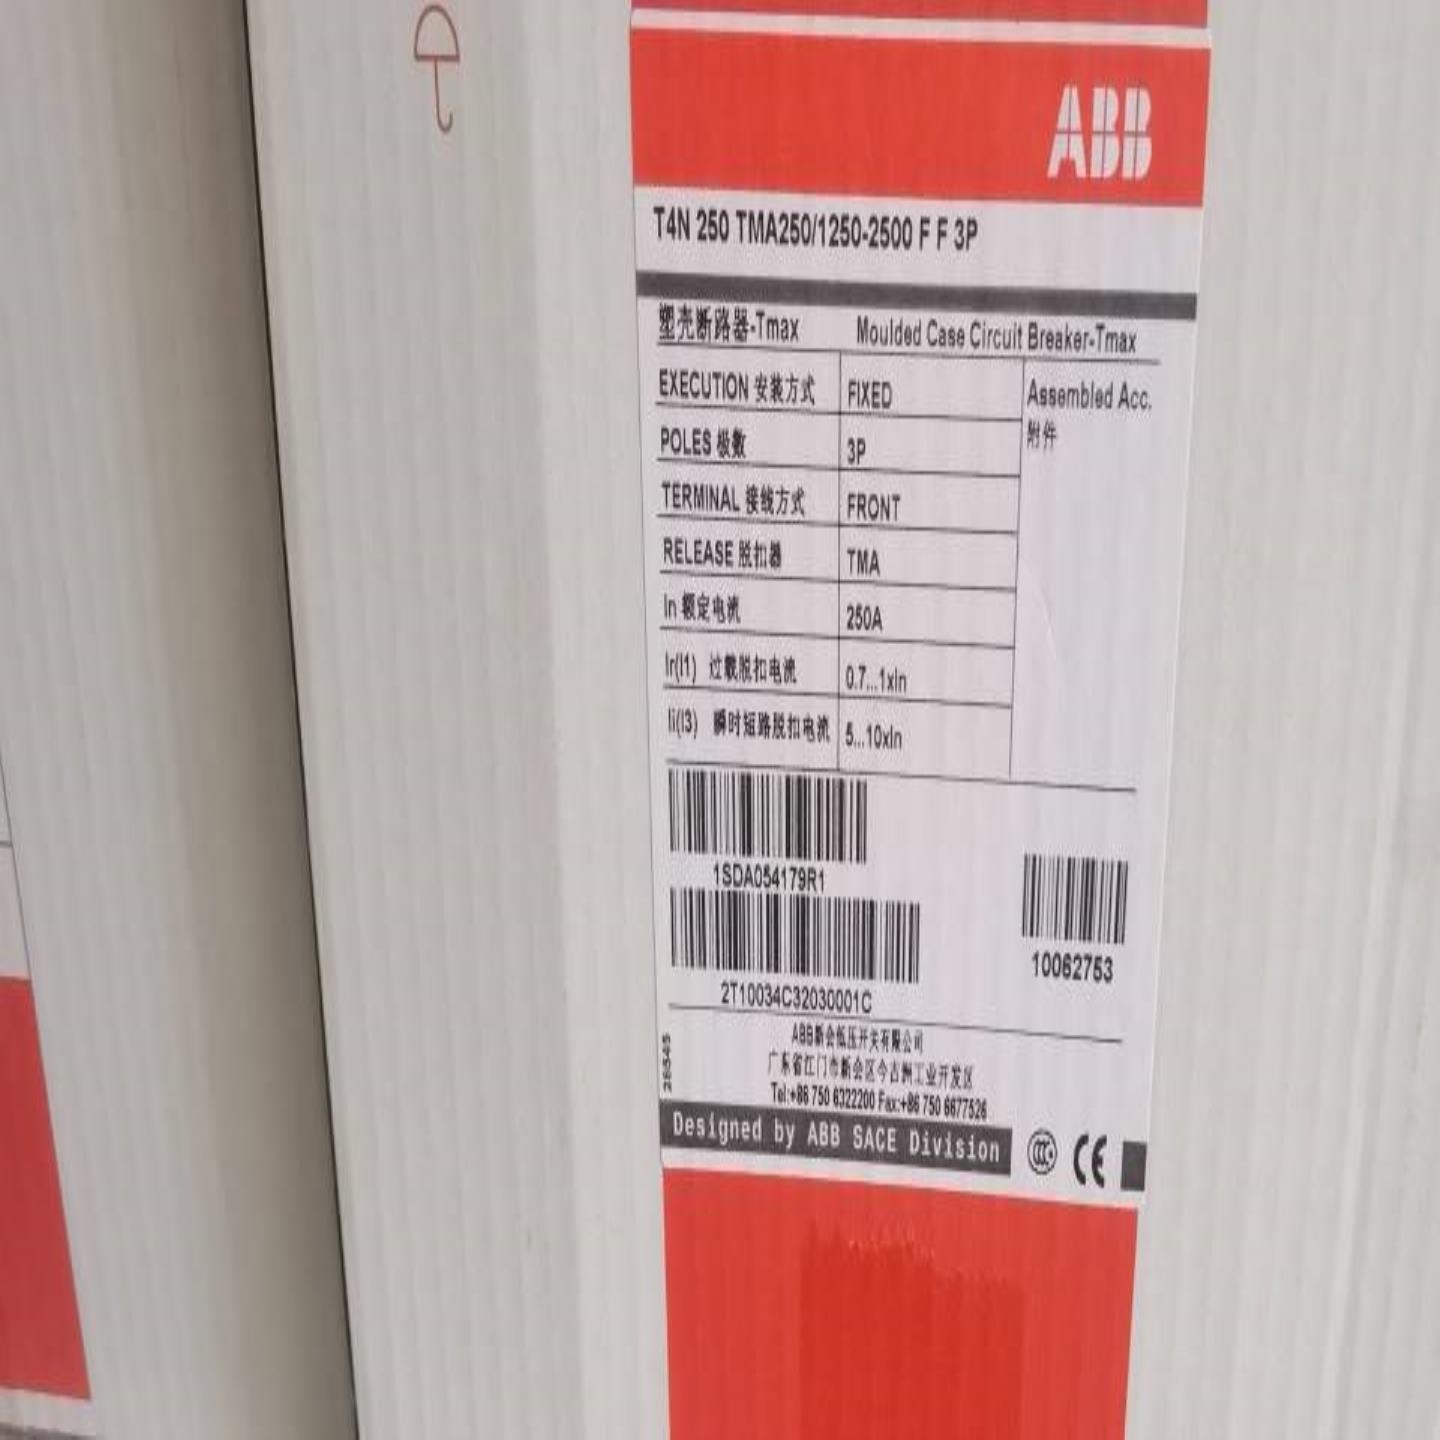 ABB
T4N 250 TMA250/1250-2500 F F 3P
塑壳断路器-Tmax Moulded Case Circuit Breaker-Tmax
EXECUTION 安装方式 FIXED Assembled Acc.
附件
POLES 极数 3P
TERMINAL 接线方式 FRONT
RELEASE 脱扣器 TMA
In 额定电流 250A
Ir(I1) 过载脱扣电流 0.7...1xIn
Ii(I3) 瞬时短路脱扣电流 5...10xIn
1SDA054179R1
10062753
2T10034C32030001C
ABB新会低压开关有限公司
广东省江门市新会区今古洲工业开发区
Tel:+86 750 6322200 Fax:+86 750 6677526
26545
Designed by ABB SACE Division
CCC CE